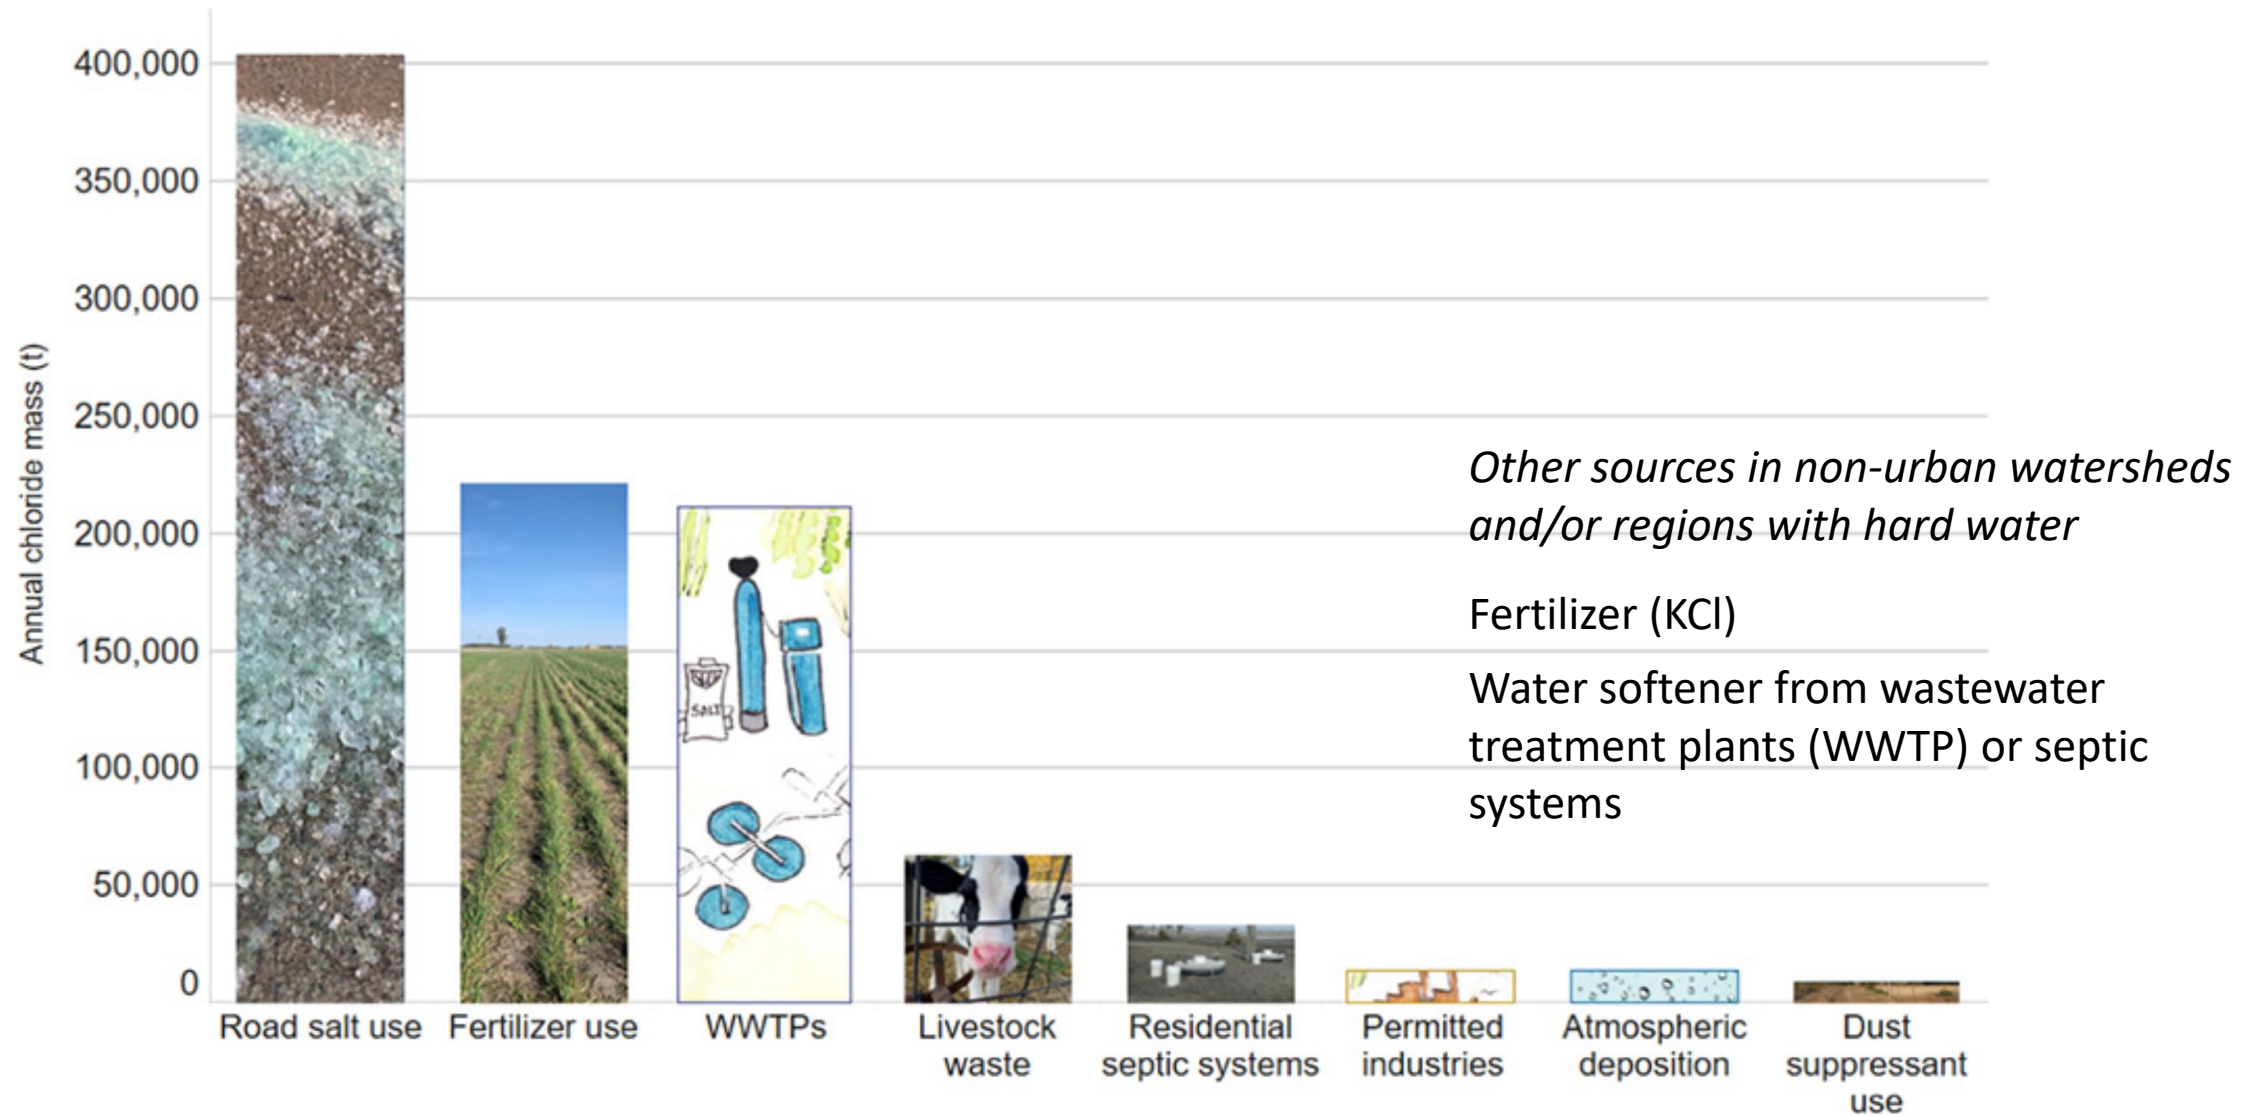 400,000
350,000
300,000
250,000
200,000
150,000
100,000
50,000
0
Annual chloride mass (t)
Other sources in non-urban watersheds
and/or regions with hard water
Fertilizer (KCl)
Water softener from wastewater
treatment plants (WWTP) or septic
systems
SALT
Road salt use
Fertilizer use
WWTPs
Livestock
waste
Residential
septic systems
Permitted
industries
Atmospheric
deposition
Dust
suppressant
use